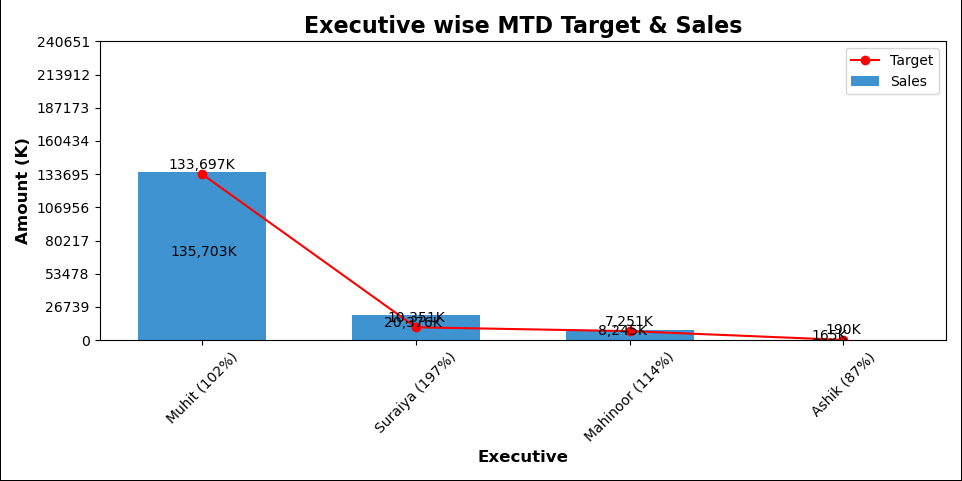 Executive wise MTD Target & Sales
Amount (K)
240651
213912
187173
160434
133695
106956
80217
53478
26739
0
Target
Sales
133,697K
135,703K
10,351K
20,376K
7,251K
8,245K
190K
165K
Muhit (102%)
Suraiya (197%)
Mahinoor (114%)
Ashik (87%)
Executive